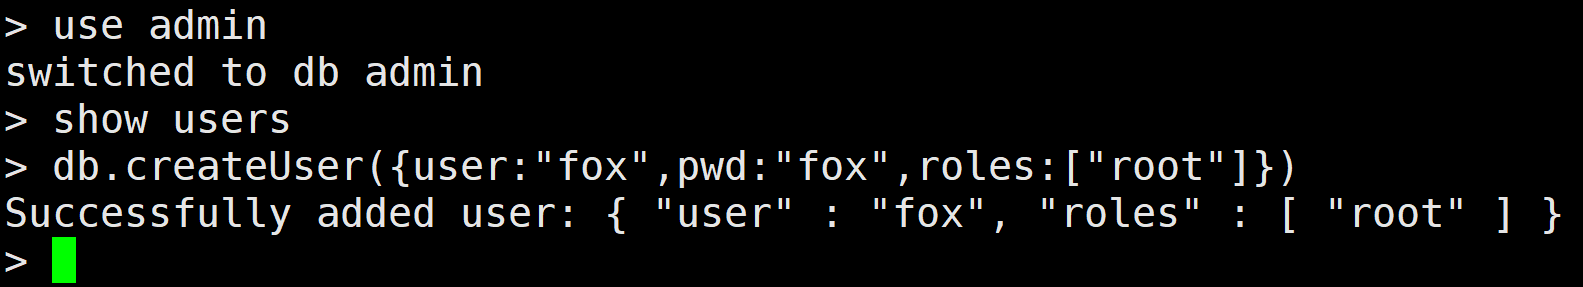 > use admin
switched to db admin
> show users
> db.createUser({user:"fox",pwd:"fox",roles:["root"]})
Successfully added user: { "user" : "fox", "roles" : [ "root" ] }
>